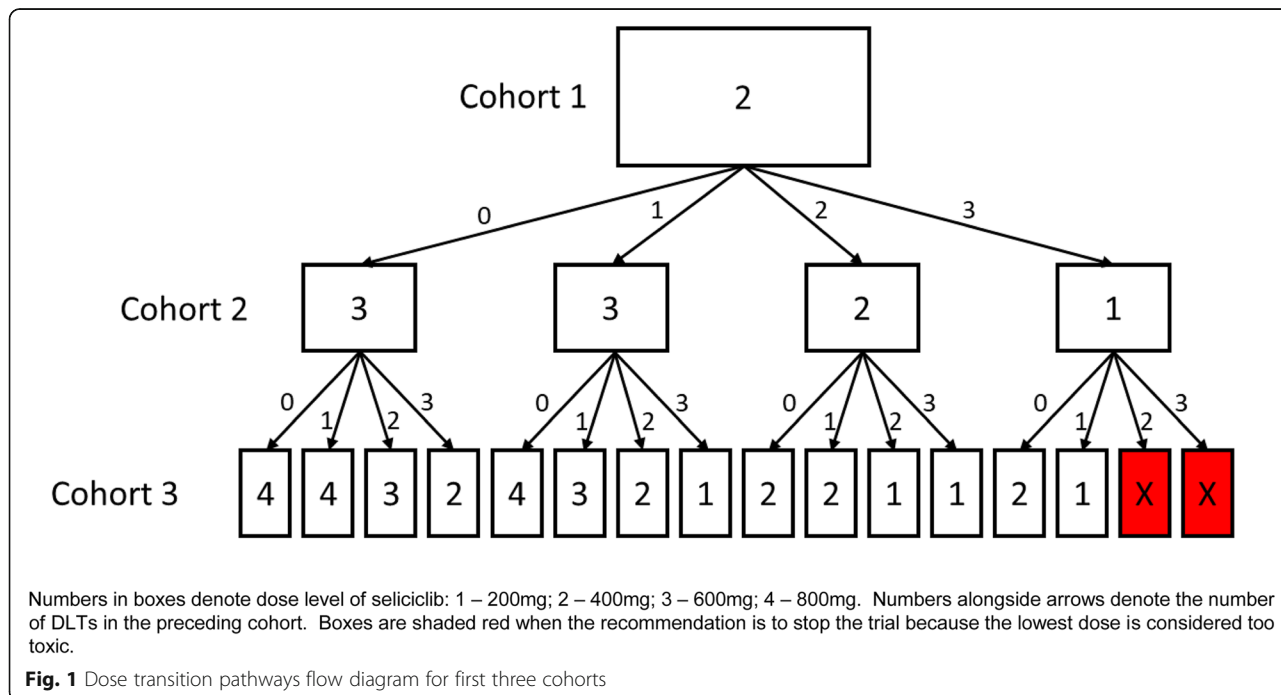 Cohort 1 2
0 1 2 3
Cohort 2 3 3 2 1
0 1 2 3 0 1 2 3 0 1 2 3 0 1 2 3
Cohort 3 4 4 3 2 4 3 2 1 2 2 1 1 2 1 X X
Numbers in boxes denote dose level of seliciclib: 1 – 200mg; 2 – 400mg; 3 – 600mg; 4 – 800mg. Numbers alongside arrows denote the number
of DLTs in the preceding cohort. Boxes are shaded red when the recommendation is to stop the trial because the lowest dose is considered too
toxic.
Fig. 1 Dose transition pathways flow diagram for first three cohorts